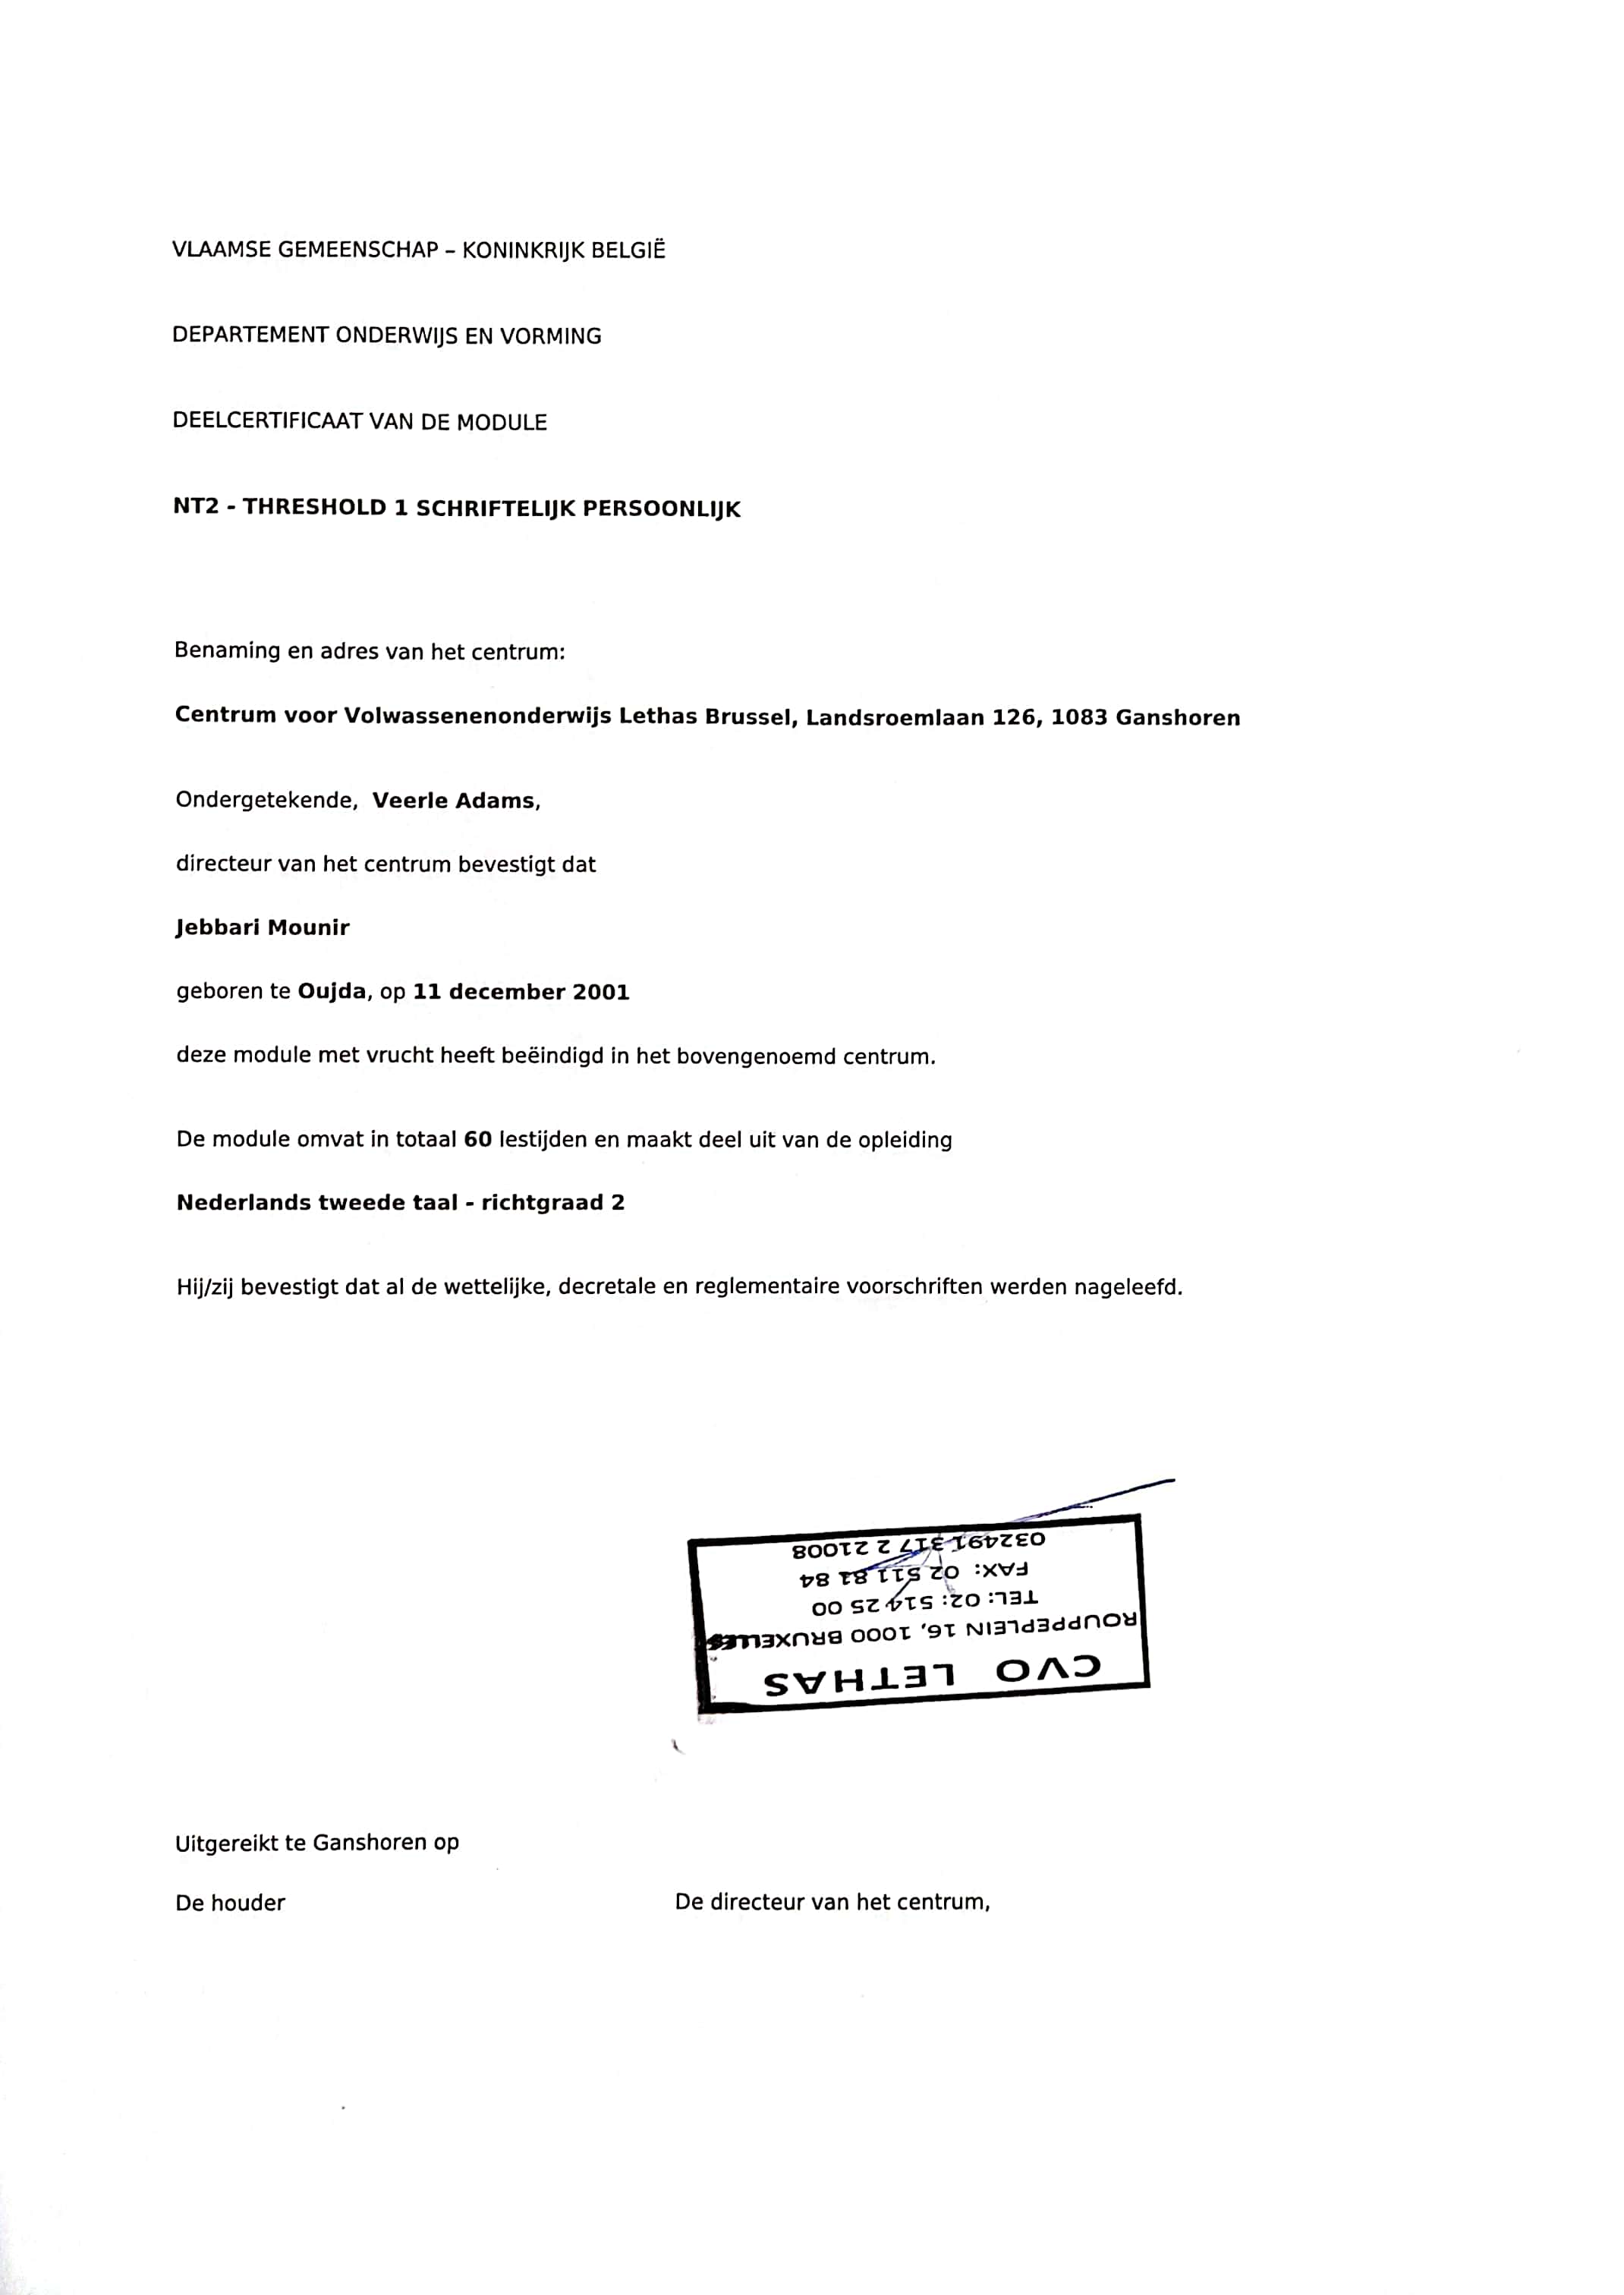 VLAAMSE GEMEENSCHAP – KONINKRIJK BELGIË
DEPARTEMENT ONDERWIJS EN VORMING
DEELCERTIFICAAT VAN DE MODULE
NT2 - THRESHOLD 1 SCHRIFTELIJK PERSOONLIJK
Benaming en adres van het centrum:
Centrum voor Volwassenenonderwijs Lethas Brussel, Landsroemlaan 126, 1083 Ganshoren
Ondergetekende, Veerle Adams,
directeur van het centrum bevestigt dat
Jebbari Mounir
geboren te Oujda, op 11 december 2001
deze module met vrucht heeft beëindigd in het bovengenoemd centrum.
De module omvat in totaal 60 lestijden en maakt deel uit van de opleiding
Nederlands tweede taal - richtgraad 2
Hij/zij bevestigt dat al de wettelijke, decretale en reglementaire voorschriften werden nageleefd.
CVO LETHAS
ROUPPEPLEIN 16, 1000 BRUXELLES
TEL: 02: 514 25 00
FAX: 02 511 81 84
032491 317 2 21008
Uitgereikt te Ganshoren op
De houder
De directeur van het centrum,